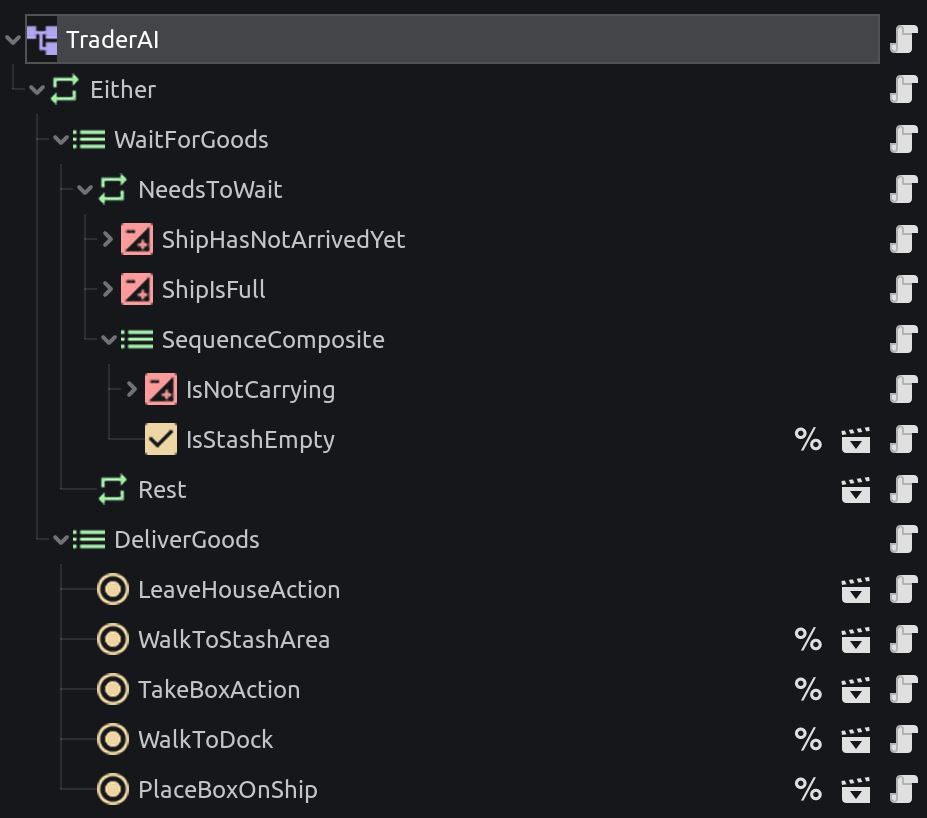 TraderAI
Either
WaitForGoods
NeedsToWait
ShipHasNotArrivedYet
ShipIsFull
SequenceComposite
IsNotCarrying
IsStashEmpty %
Rest
DeliverGoods
LeaveHouseAction
WalkToStashArea %
TakeBoxAction %
WalkToDock %
PlaceBoxOnShip %